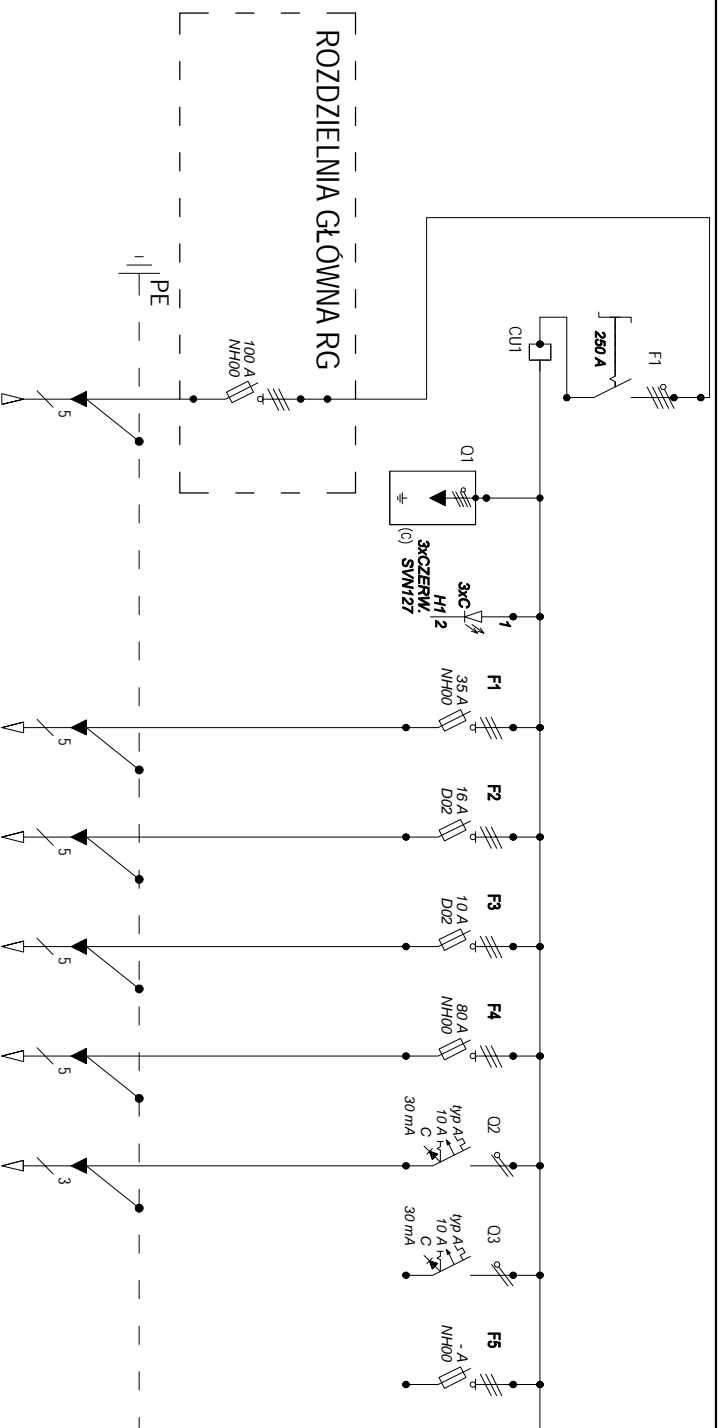 ROZDZIELNIA GŁÓWNA RG
PE
100 A
NH00
5
F1
250 A
CU1
Q1
(C)
3xC
1
H1 2
3xCZERW.
SVN127
F1
35 A
NH00
5
F2
16 A
D02
5
F3
10 A
D02
5
F4
80 A
NH00
5
Q2
typ A
10 A
C
30 mA
3
Q3
typ A
10 A
C
30 mA
F5
- A
NH00